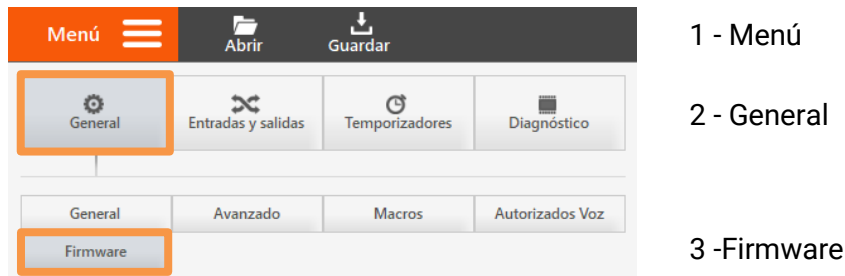 Menú
Abrir
Guardar
1 - Menú
General
Entradas y salidas
Temporizadores
Diagnóstico
2 - General
General
Avanzado
Macros
Autorizados Voz
Firmware
3 -Firmware